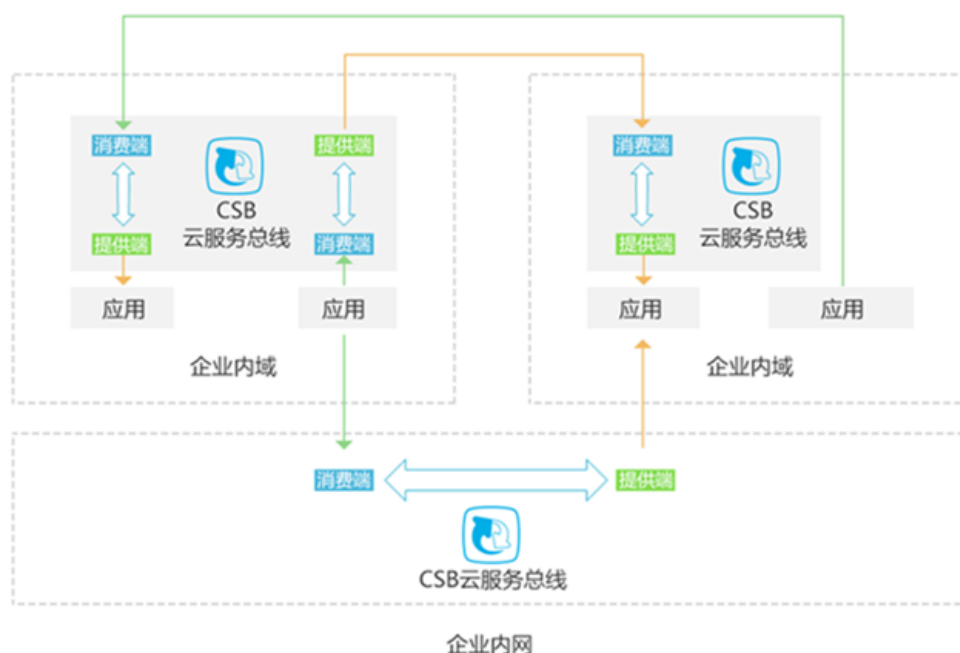 消费端
提供端
消费端
CSB
云服务总线
CSB
云服务总线
提供端
消费端
提供端
应用
应用
应用
应用
企业内域
企业内域
消费端
提供端
CSB云服务总线
企业内网